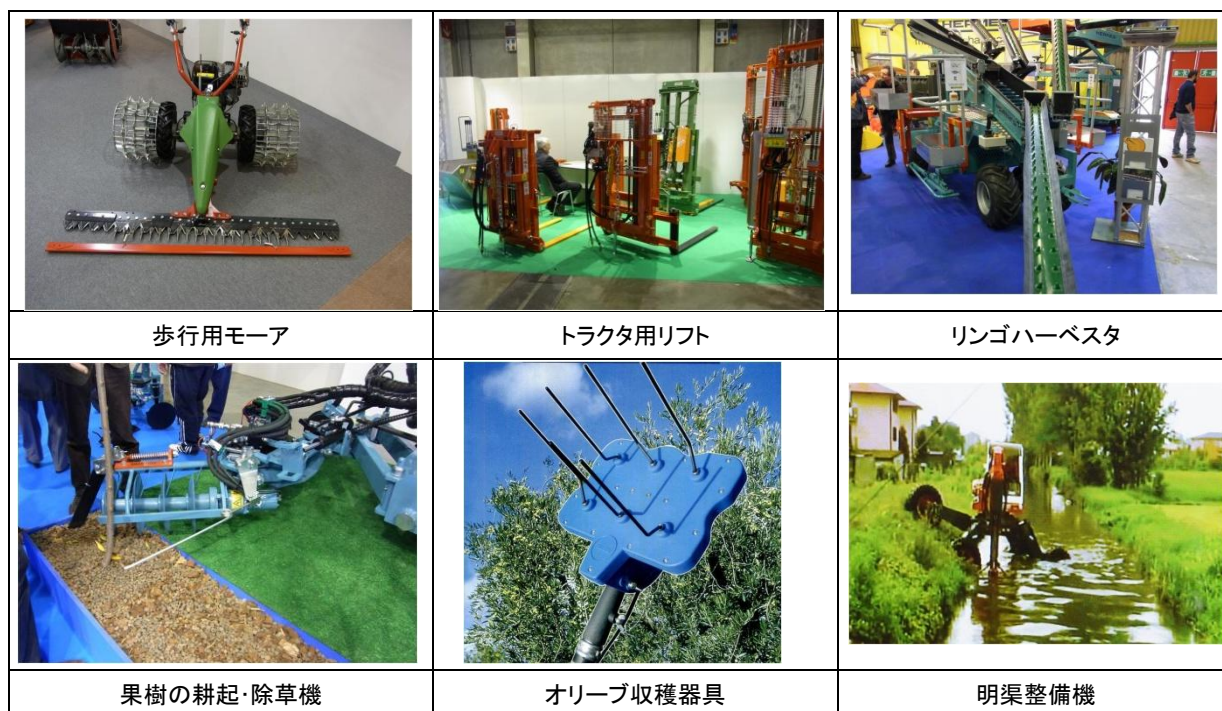 HERMES
歩行用モーア
トラクタ用リフト
リンゴハーベスタ
果樹の耕起･除草機
オリーブ収穫器具
明渠整備機